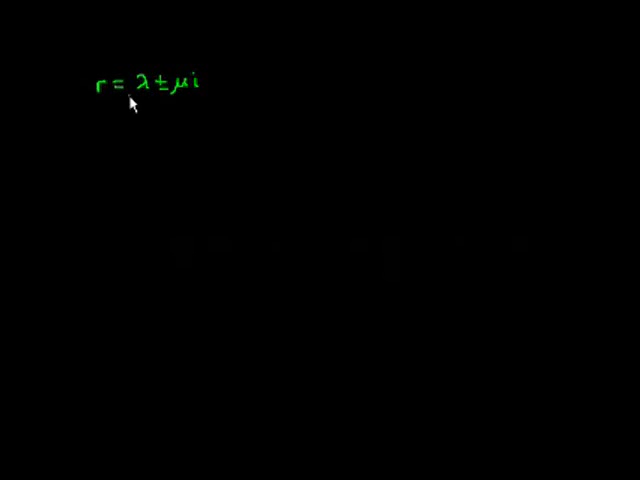 r = λ ± μi